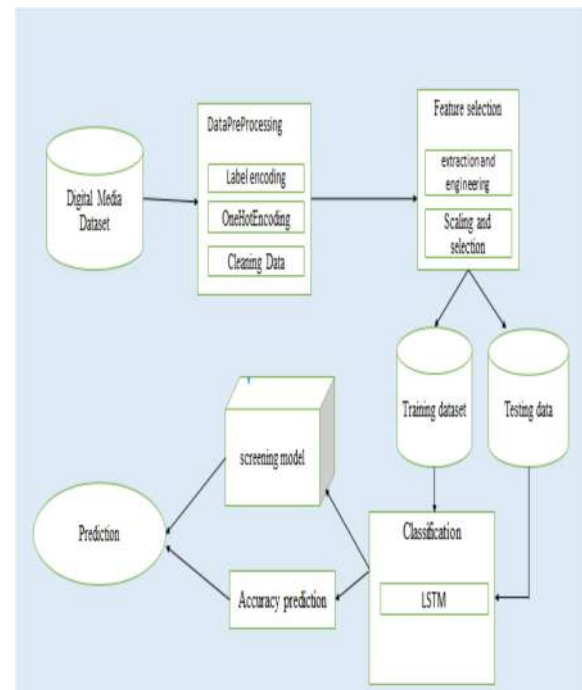 Digital Media
Dataset
DataPreProcessing
Label encoding
OneHotEncoding
Cleaning Data
Feature selection
extraction and
engineering
Scaling and
selection
Training dataset
Testing data
Classification
LSTM
screening model
Accuracy prediction
Prediction